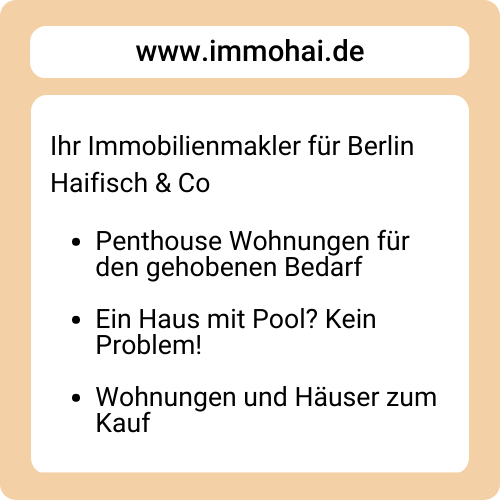 www.immohai.de
Ihr Immobilienmakler für Berlin
Haifisch & Co
• Penthouse Wohnungen für
den gehobenen Bedarf
• Ein Haus mit Pool? Kein
Problem!
• Wohnungen und Häuser zum
Kauf